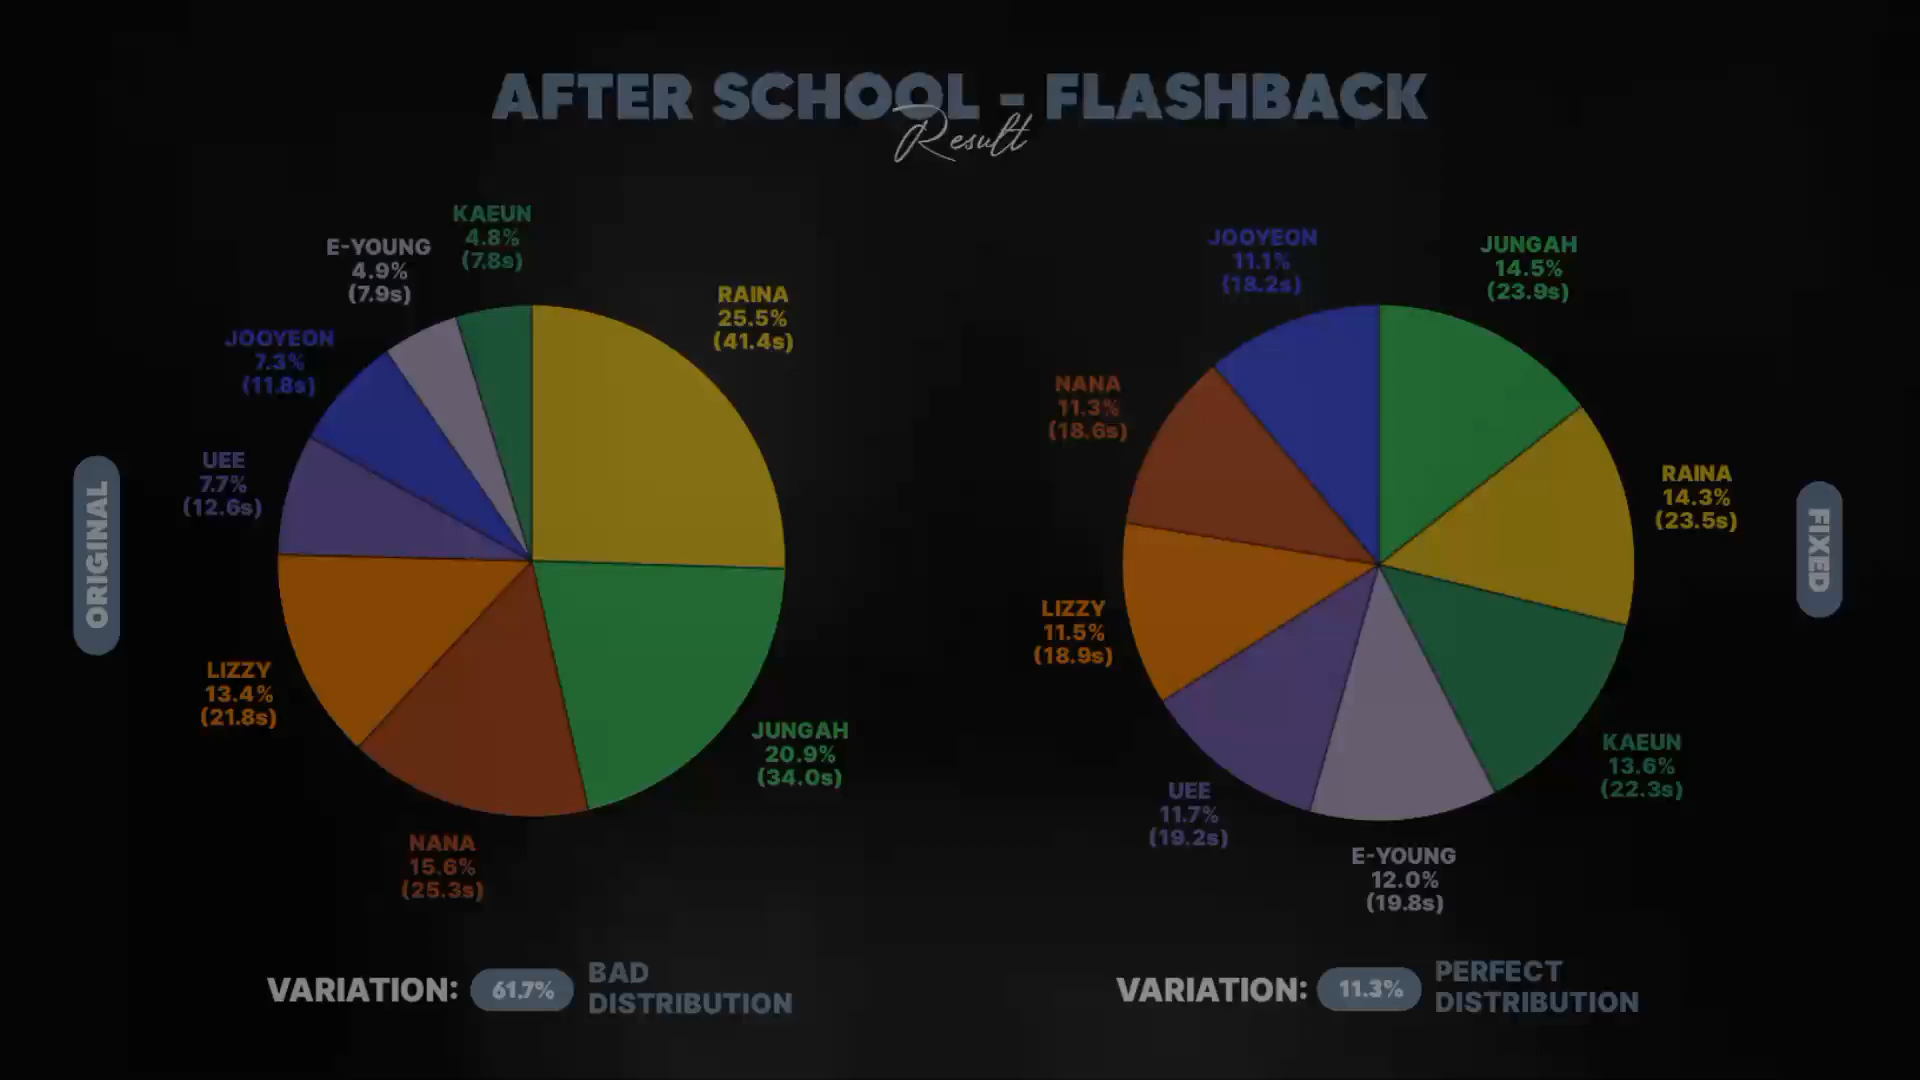 AFTER SCHOOL - FLASHBACK
Result
ORIGINAL
KAEUN
4.8%
(7.8s)
E-YOUNG
4.9%
(7.9s)
RAINA
25.5%
(41.4s)
JOOYEON
7.3%
(11.8s)
UEE
7.7%
(12.6s)
LIZZY
13.4%
(21.8s)
JUNGAH
20.9%
(34.0s)
NANA
15.6%
(25.3s)
VARIATION: 61.7%
BAD
DISTRIBUTION
JOOYEON
11.1%
(18.2s)
JUNGAH
14.5%
(23.9s)
NANA
11.3%
(18.6s)
RAINA
14.3%
(23.5s)
LIZZY
11.5%
(18.9s)
KAEUN
13.6%
(22.3s)
UEE
11.7%
(19.2s)
E-YOUNG
12.0%
(19.8s)
FIXED
VARIATION: 11.3%
PERFECT
DISTRIBUTION